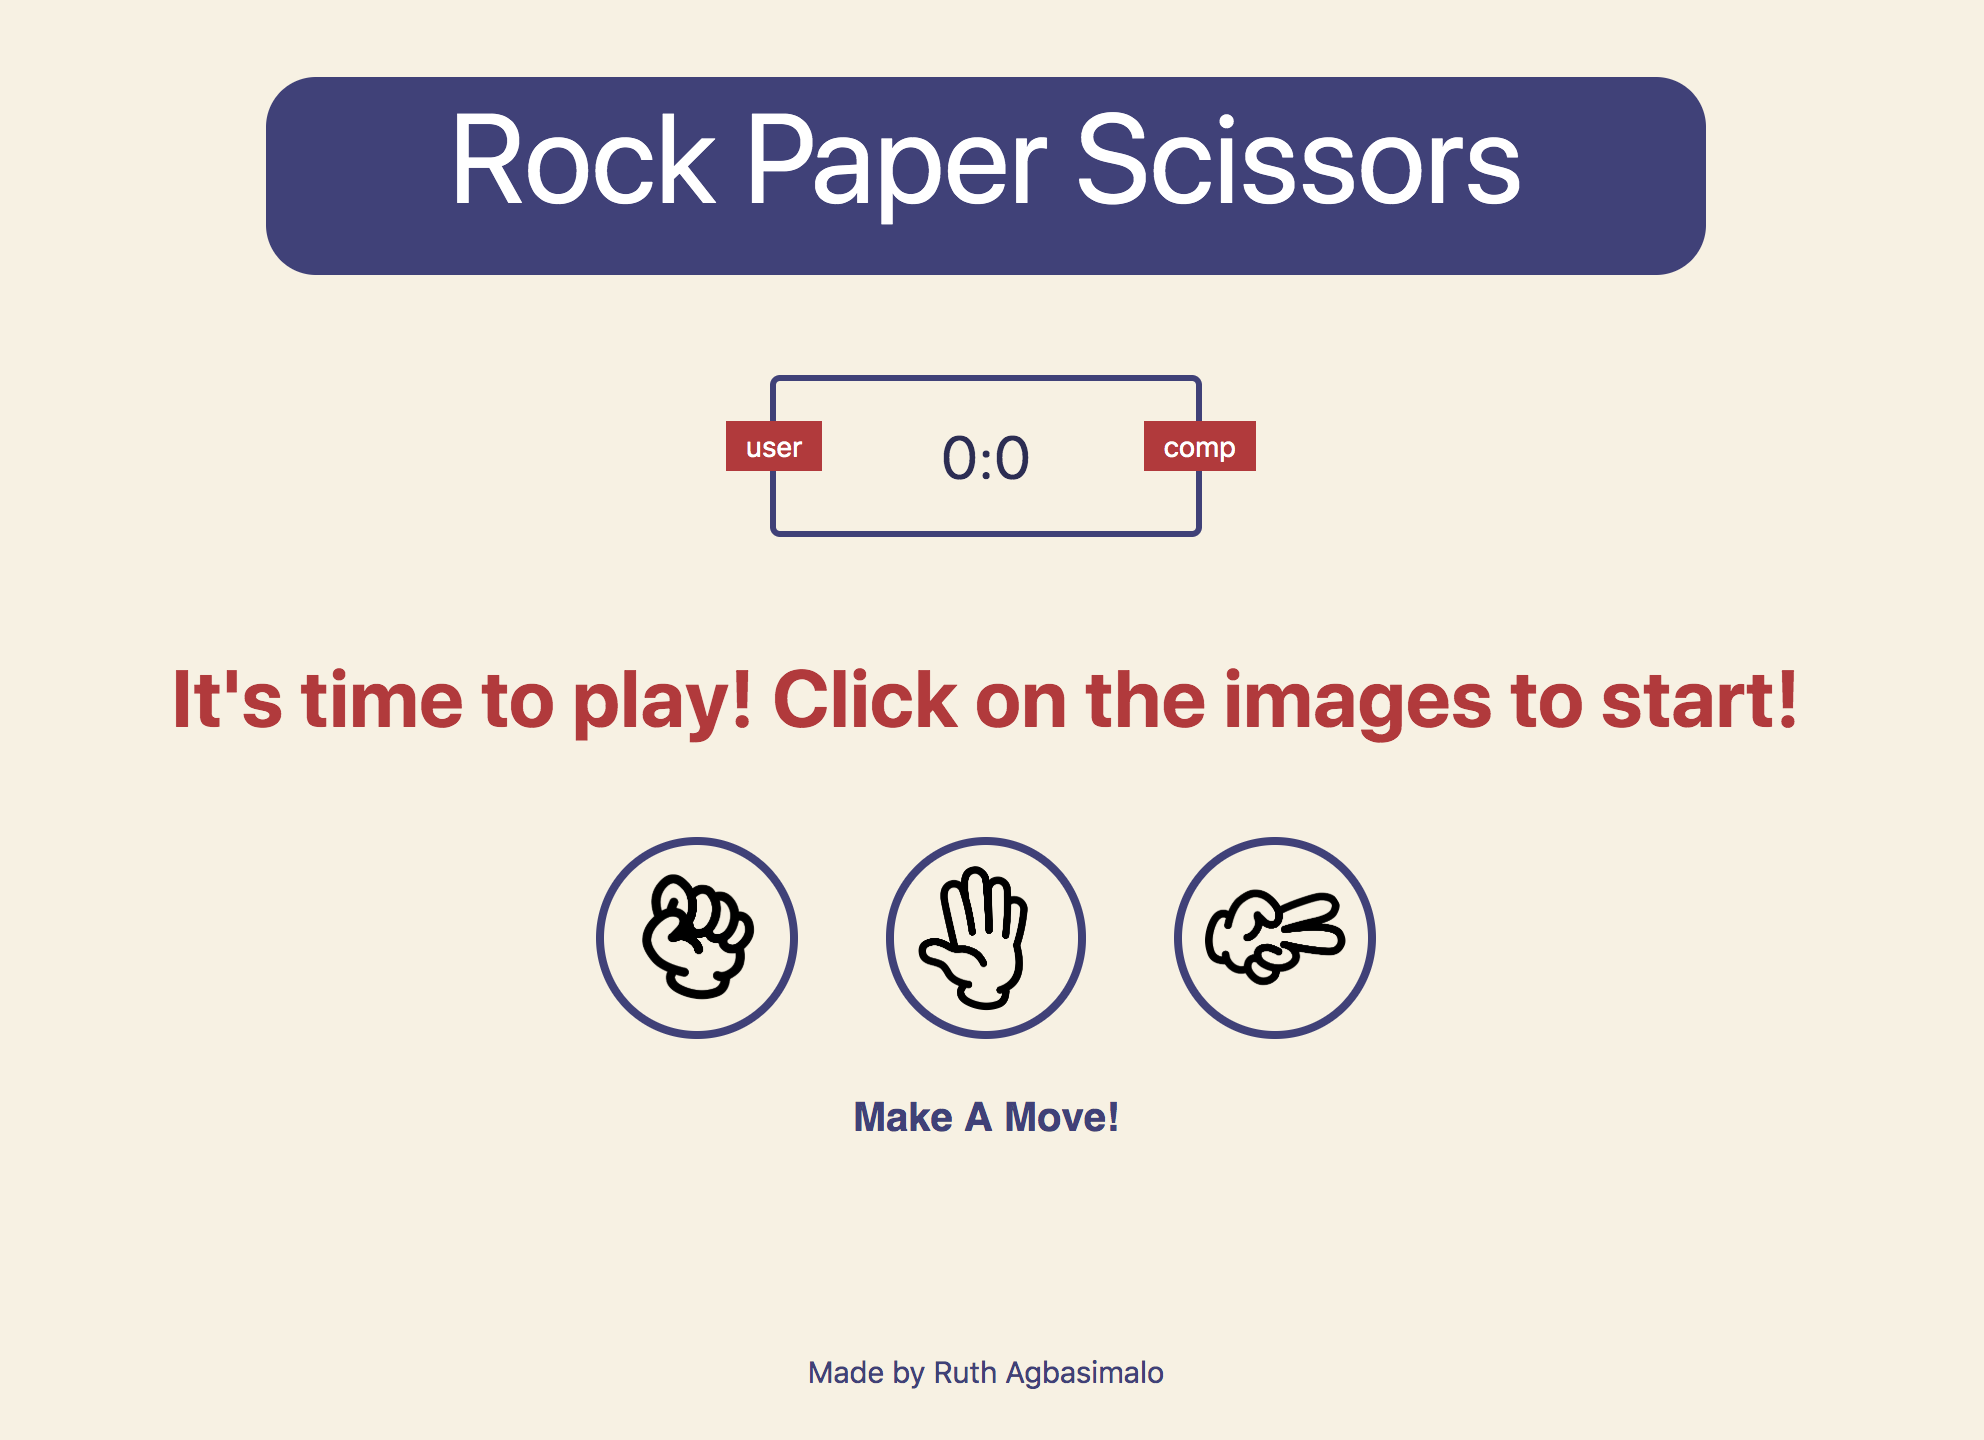 Rock Paper Scissors
user
0:0
comp
It's time to play! Click on the images to start!
Make A Move!
Made by Ruth Agbasimalo